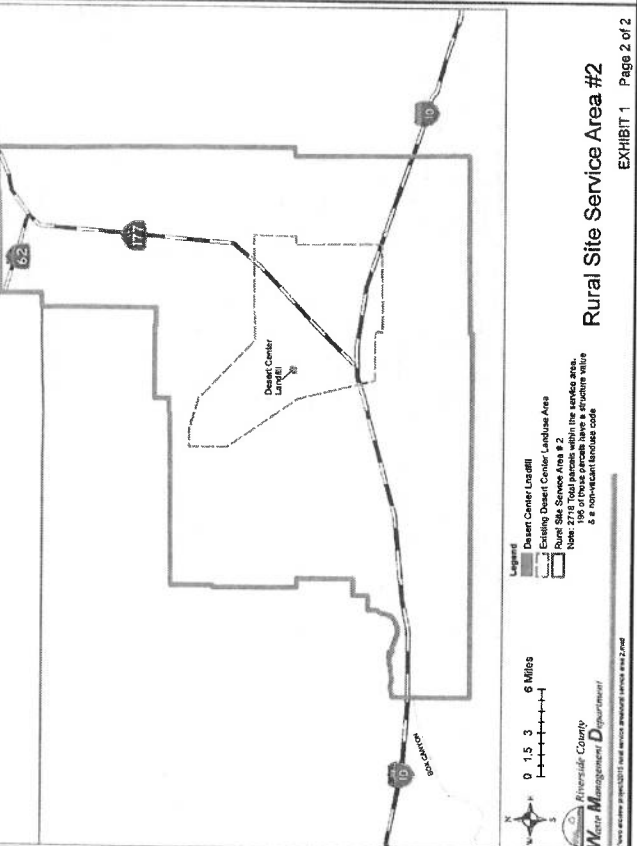 62
177
10
Desert Center
Landfill
10
BOX CANYON
N
W E
S
0 1.5 3 6 Miles
Legend
Desert Center Lnadfill
Existing Desert Center Landuse Area
Rural Site Service Area # 2
Note: 2718 Total parcels within the service area.
196 of those parcels have a structure value
& a non-vacant landuse code
Riverside County
Waste Management Department
Rural Site Service Area #2
EXHIBIT 1 Page 2 of 2